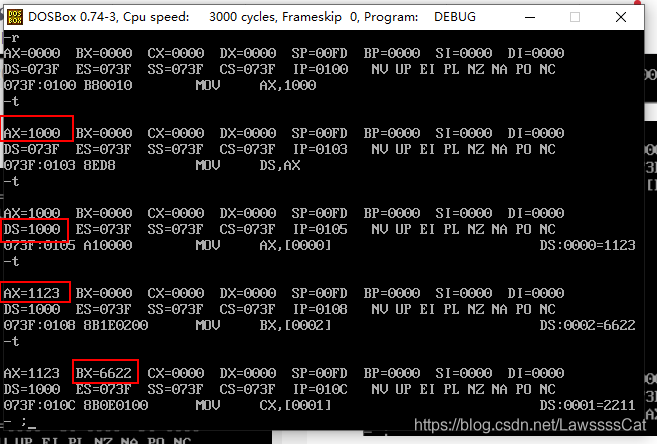 DOSBox 0.74-3, Cpu speed: 3000 cycles, Frameskip 0, Program: DEBUG
-r
AX=0000 BX=0000 CX=0000 DX=0000 SP=00FD BP=0000 SI=0000 DI=0000
DS=073F ES=073F SS=073F CS=073F IP=0100 NV UP EI PL NZ NA PO NC
073F:0100 B80010 MOV AX,1000
-t
AX=1000 BX=0000 CX=0000 DX=0000 SP=00FD BP=0000 SI=0000 DI=0000
DS=073F ES=073F SS=073F CS=073F IP=0103 NV UP EI PL NZ NA PO NC
073F:0103 8ED8 MOV DS,AX
-t
AX=1000 BX=0000 CX=0000 DX=0000 SP=00FD BP=0000 SI=0000 DI=0000
DS=1000 ES=073F SS=073F CS=073F IP=0105 NV UP EI PL NZ NA PO NC
073F:0105 A10000 MOV AX,[0000] DS:0000=1123
-t
AX=1123 BX=0000 CX=0000 DX=0000 SP=00FD BP=0000 SI=0000 DI=0000
DS=1000 ES=073F SS=073F CS=073F IP=0108 NV UP EI PL NZ NA PO NC
073F:0108 8B1E0200 MOV BX,[0002] DS:0002=6622
-t
AX=1123 BX=6622 CX=0000 DX=0000 SP=00FD BP=0000 SI=0000 DI=0000
DS=1000 ES=073F SS=073F CS=073F IP=010C NV UP EI PL NZ NA PO NC
073F:010C 8B0E0100 MOV CX,[0001] DS:0001=2211
- ;_
https://blog.csdn.net/LawssssCat
UP EI PL NZ NA PO NC